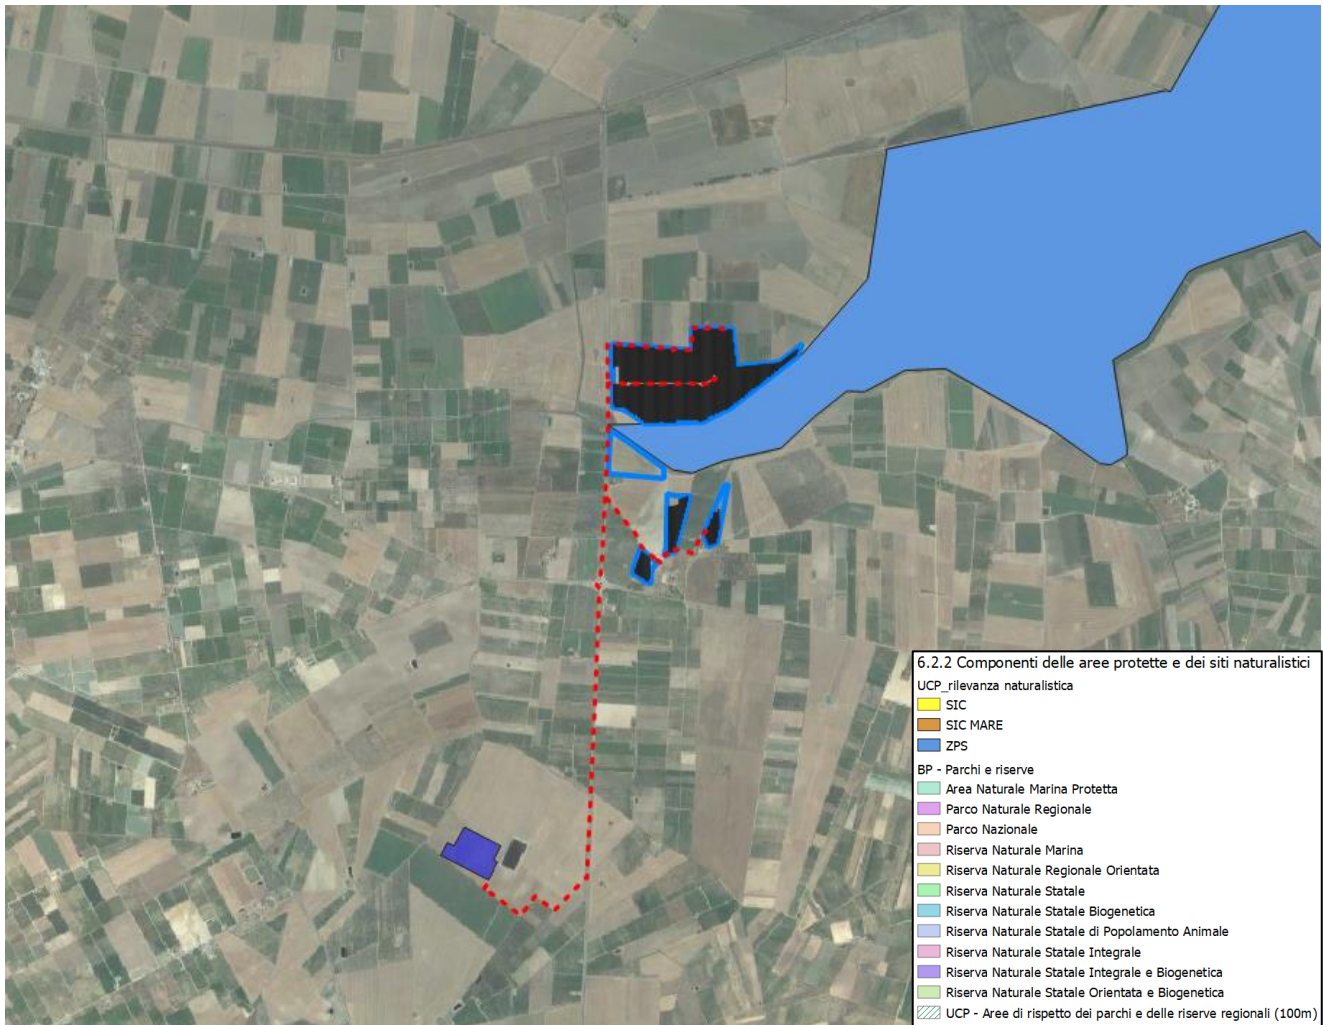 6.2.2 Componenti delle aree protette e dei siti naturalistici
UCP_rilevanza naturalistica
SIC
SIC MARE
ZPS
BP - Parchi e riserve
Area Naturale Marina Protetta
Parco Naturale Regionale
Parco Nazionale
Riserva Naturale Marina
Riserva Naturale Regionale Orientata
Riserva Naturale Statale
Riserva Naturale Statale Biogenetica
Riserva Naturale Statale di Popolamento Animale
Riserva Naturale Statale Integrale
Riserva Naturale Statale Integrale e Biogenetica
Riserva Naturale Statale Orientata e Biogenetica
UCP - Aree di rispetto dei parchi e delle riserve regionali (100m)